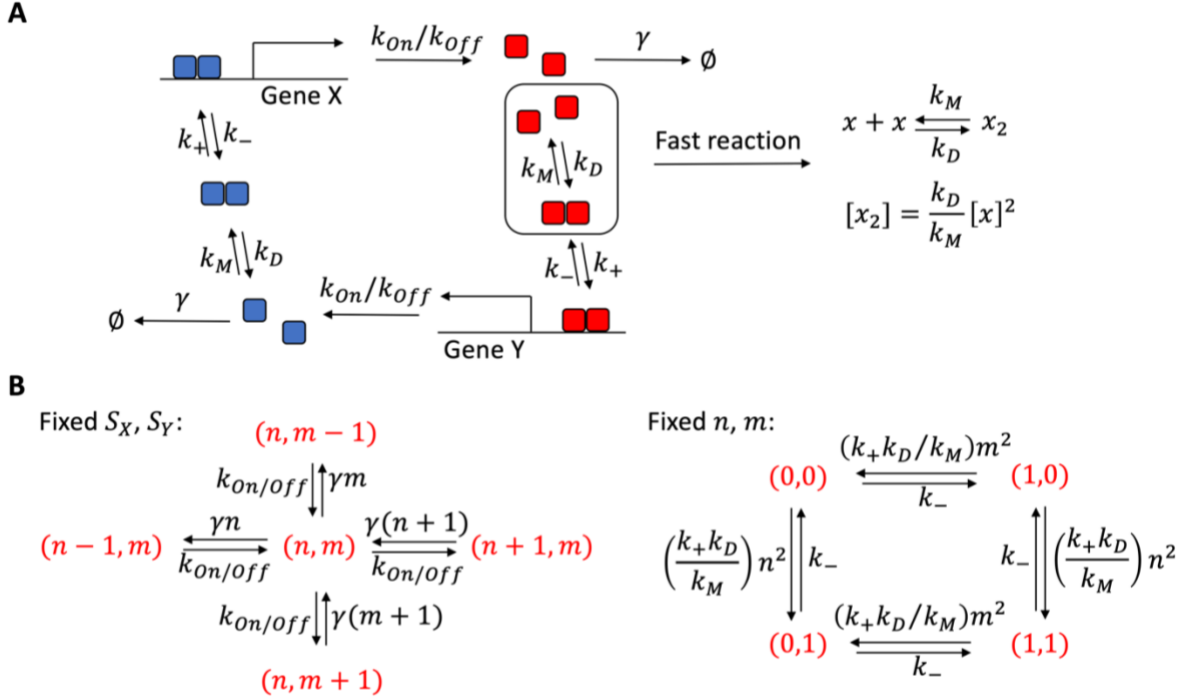 A
k_On/k_Off
γ
∅
Gene X
k_+
k_-
k_M
k_D
Fast reaction
k_M
x + x ⇌ x_2
k_D
[x_2] = \frac{k_D}{k_M}[x]^2
k_M
k_D
k_-
k_+
γ
∅
k_On/k_Off
Gene Y
B
Fixed S_X, S_Y:
(n, m − 1)
k_On/Off
γm
γn
γ(n + 1)
(n − 1, m)
(n, m)
(n + 1, m)
k_On/Off
k_On/Off
k_On/Off
γ(m + 1)
(n, m + 1)
Fixed n, m:
(k_+k_D/k_M)m^2
(0,0)
(1,0)
k_-
(\frac{k_+k_D}{k_M}) n^2
k_-
k_-
(\frac{k_+k_D}{k_M}) n^2
(k_+k_D/k_M)m^2
(0,1)
(1,1)
k_-